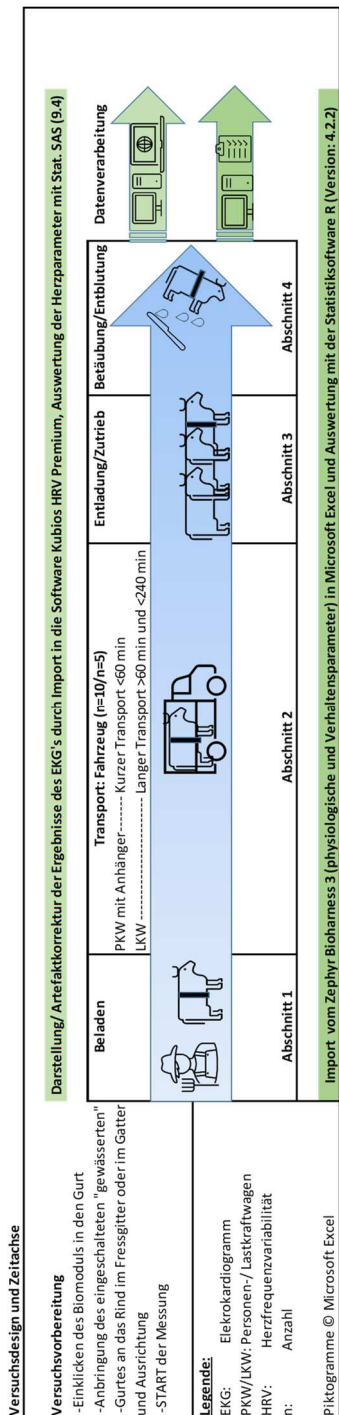 Versuchsdesign und Zeitachse
Versuchsvorbereitung
-Einklicken des Biomoduls in den Gurt
-Anbringung des eingeschalteten "gewässerten"
-Gurtes an das Rind im Fressgitter oder im Gatter
und Ausrichtung
-START der Messung
Legende:
EKG: Elekrokardiogramm
PKW/LKW: Personen-/ Lastkraftwagen
HRV: Herzfrequenzvariabilität
n: Anzahl
Piktogramme © Microsoft Excel
Darstellung/ Artefaktkorrektur der Ergebnisse des EKG's durch Import in die Software Kubios HRV Premium, Auswertung der Herzparameter mit Stat. SAS (9.4)
Beladen
Abschnitt 1
Transport: Fahrzeug (n=10/n=5)
PKW mit Anhänger------- Kurzer Transport <60 min
LKW ----------------------- Langer Transport >60 min und <240 min
Abschnitt 2
Entladung/Zutrieb
Abschnitt 3
Betäubung/Entblutung
Abschnitt 4
Datenverarbeitung
Import vom Zephyr Bioharness 3 (physiologische und Verhaltensparameter) in Microsoft Excel und Auswertung mit der Statistiksoftware R (Version: 4.2.2)